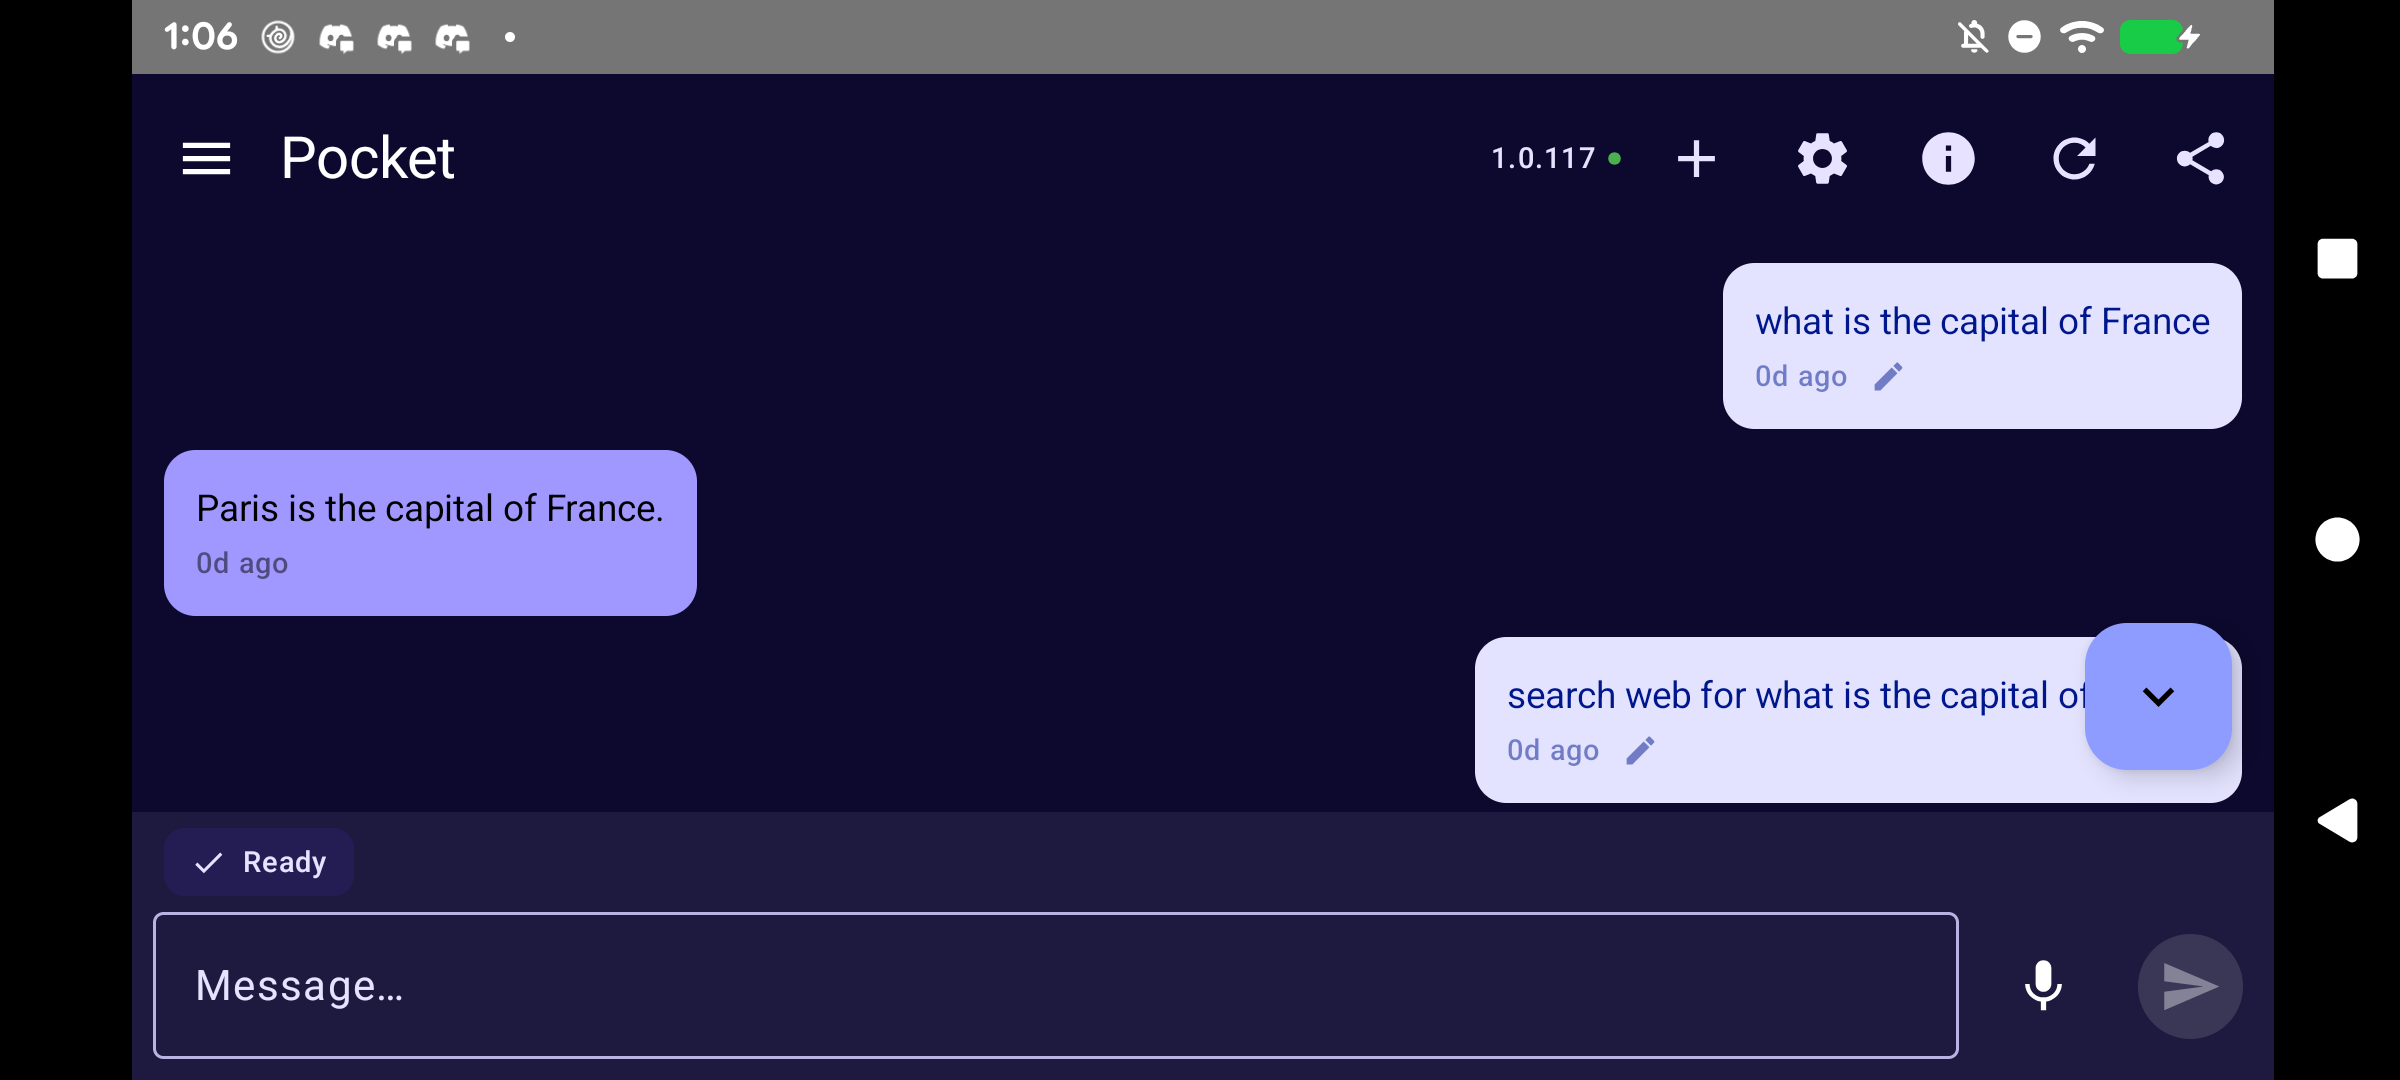 1:06
Pocket
1.0.117
what is the capital of France
0d ago
Paris is the capital of France.
0d ago
search web for what is the capital of
0d ago
Ready
Message...